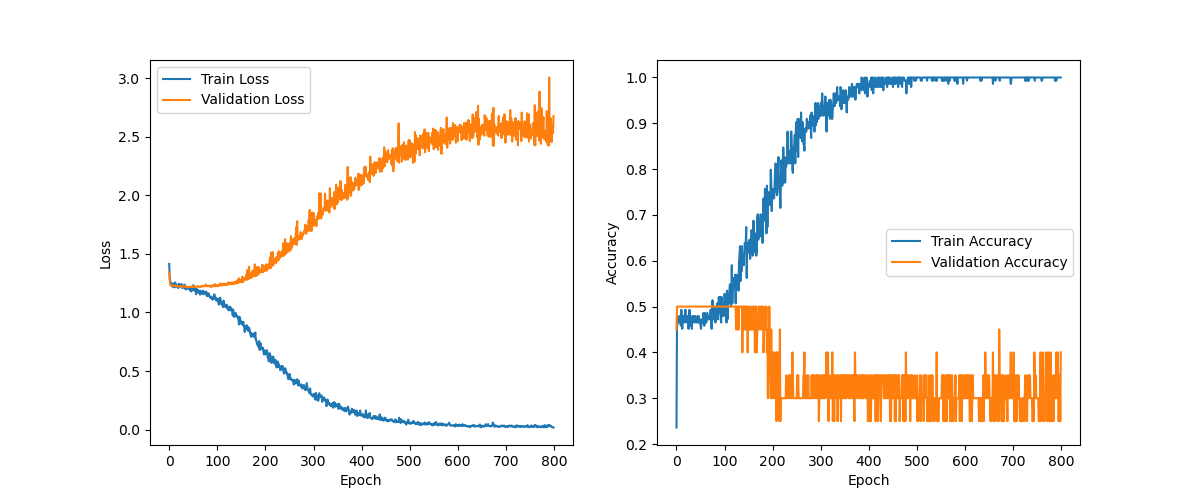 Train Loss
Validation Loss
3.0
2.5
2.0
1.5
1.0
0.5
0.0
Loss
0 100 200 300 400 500 600 700 800
Epoch
Train Accuracy
Validation Accuracy
1.0
0.9
0.8
0.7
0.6
0.5
0.4
0.3
0.2
Accuracy
0 100 200 300 400 500 600 700 800
Epoch